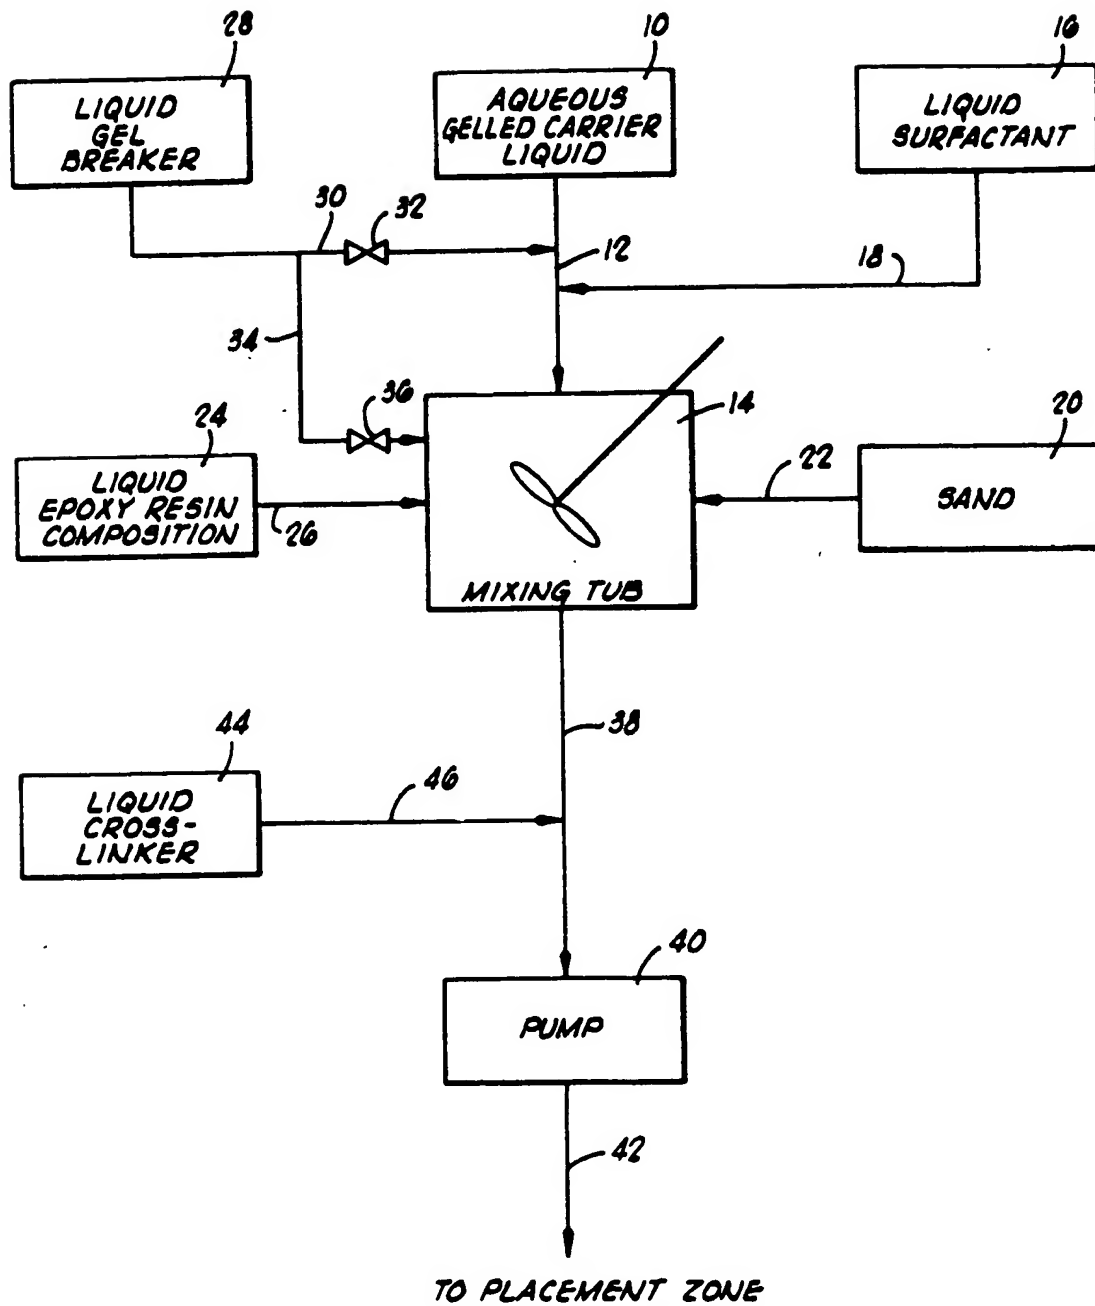 28
10
16
LIQUID
GEL
BREAKER
AQUEOUS
GELLED CARRIER
LIQUID
LIQUID
SURFACTANT
30
32
12
18
34
36
14
24
20
LIQUID
EPOXY RESIN
COMPOSITION
26
22
SAND
MIXING TUB
38
44
46
LIQUID
CROSS-
LINKER
40
PUMP
42
TO PLACEMENT ZONE